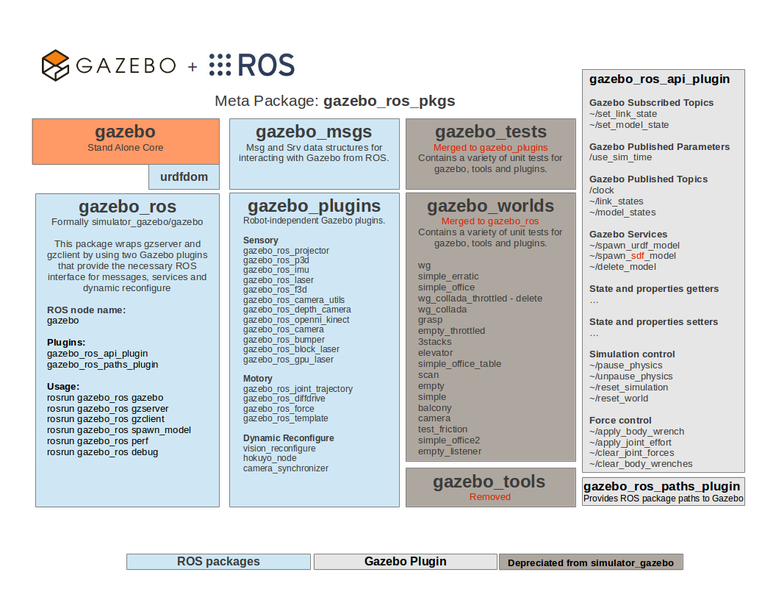 GAZEBO + ROS
Meta Package: gazebo_ros_pkgs
gazebo
Stand Alone Core
urdfdom
gazebo_ros
Formally simulator_gazebo/gazebo
This package wraps gzserver and
gzclient by using two Gazebo plugins
that provide the necessary ROS
interface for messages, services and
dynamic reconfigure
ROS node name:
gazebo
Plugins:
gazebo_ros_api_plugin
gazebo_ros_paths_plugin
Usage:
rosrun gazebo_ros gazebo
rosrun gazebo_ros gzserver
rosrun gazebo_ros gzclient
rosrun gazebo_ros spawn_model
rosrun gazebo_ros perf
rosrun gazebo_ros debug
gazebo_msgs
Msg and Srv data structures for
interacting with Gazebo from ROS.
gazebo_plugins
Robot-independent Gazebo plugins.
Sensory
gazebo_ros_projector
gazebo_ros_p3d
gazebo_ros_imu
gazebo_ros_laser
gazebo_ros_f3d
gazebo_ros_camera_utils
gazebo_ros_depth_camera
gazebo_ros_openni_kinect
gazebo_ros_camera
gazebo_ros_bumper
gazebo_ros_block_laser
gazebo_ros_gpu_laser
Motory
gazebo_ros_joint_trajectory
gazebo_ros_diffdrive
gazebo_ros_force
gazebo_ros_template
Dynamic Reconfigure
vision_reconfigure
hokuyo_node
camera_synchronizer
gazebo_tests
Merged to gazebo_plugins
Contains a variety of unit tests for
gazebo, tools and plugins.
gazebo_worlds
Merged to gazebo_ros
Contains a variety of unit tests for
gazebo, tools and plugins.
wg
simple_erratic
simple_office
wg_collada_throttled - delete
wg_collada
grasp
empty_throttled
3stacks
elevator
simple_office_table
scan
empty
simple
balcony
camera
test_friction
simple_office2
empty_listener
gazebo_tools
Removed
gazebo_ros_api_plugin
Gazebo Subscribed Topics
~/set_link_state
~/set_model_state
Gazebo Published Parameters
/use_sim_time
Gazebo Published Topics
/clock
~/link_states
~/model_states
Gazebo Services
~/spawn_urdf_model
~/spawn_sdf_model
~/delete_model
State and properties getters
...
State and properties setters
...
Simulation control
~/pause_physics
~/unpause_physics
~/reset_simulation
~/reset_world
Force control
~/apply_body_wrench
~/apply_joint_effort
~/clear_joint_forces
~/clear_body_wrenches
gazebo_ros_paths_plugin
Provides ROS package paths to Gazebo
ROS packages
Gazebo Plugin
Depreciated from simulator_gazebo